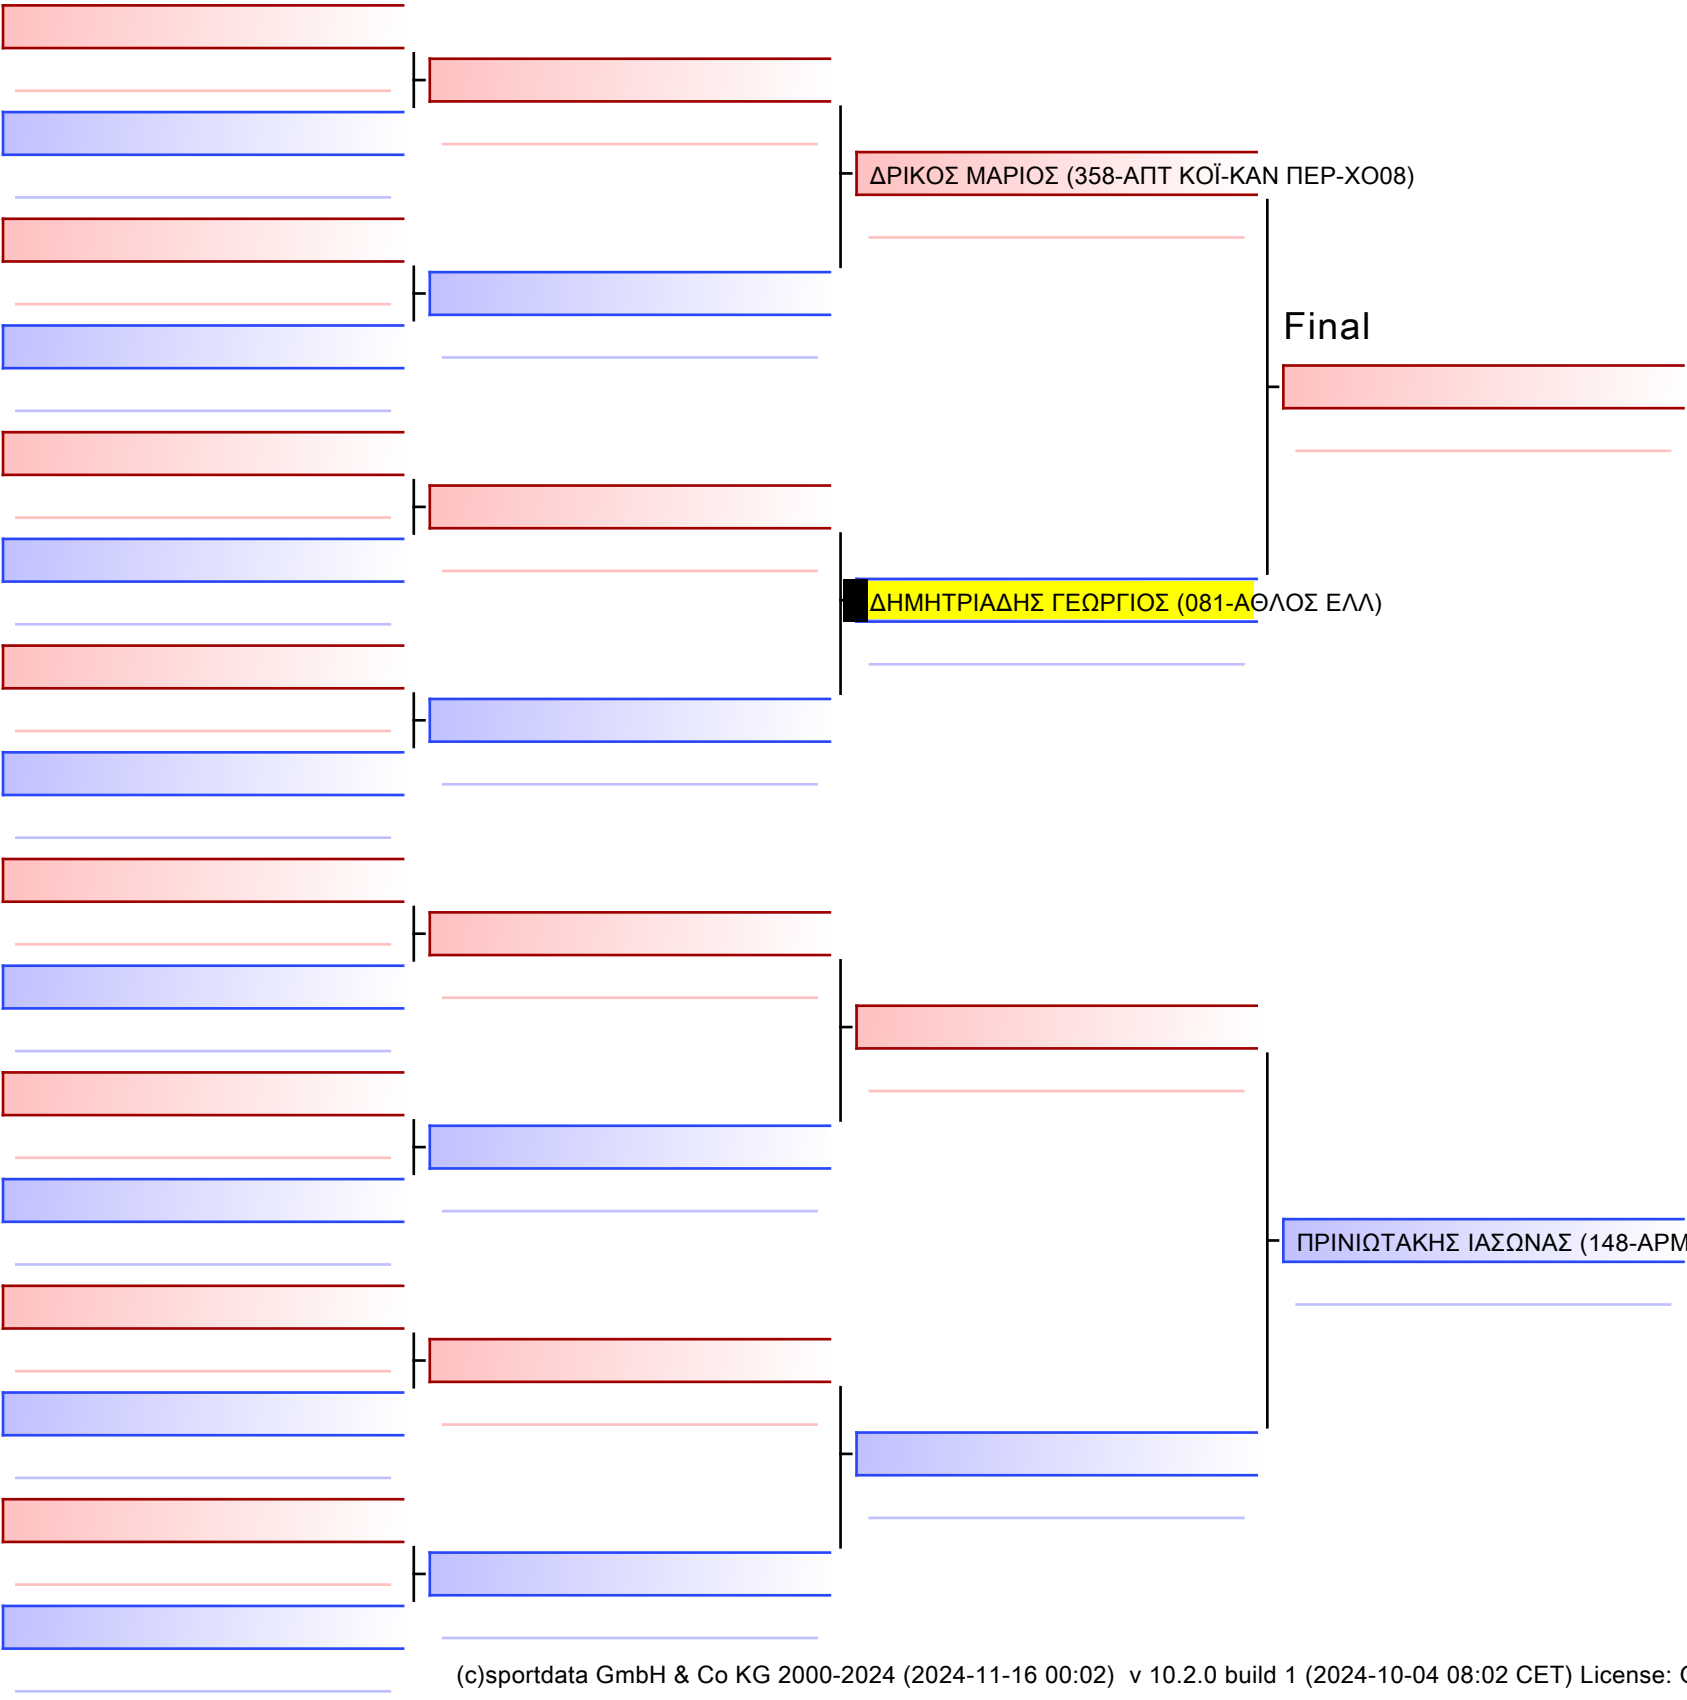 ΔΡΙΚΟΣ ΜΑΡΙΟΣ (358-ΑΠΤ ΚΟΪ-ΚΑΝ ΠΕΡ-ΧΟ08)
Final
ΔΗΜΗΤΡΙΑΔΗΣ ΓΕΩΡΓΙΟΣ (081-ΑΘΛΟΣ ΕΛΛ)
ΠΡΙΝΙΩΤΑΚΗΣ ΙΑΣΩΝΑΣ (148-ΑΡΜ
(c)sportdata GmbH & Co KG 2000-2024 (2024-11-16 00:02) v 10.2.0 build 1 (2024-10-04 08:02 CET) License: